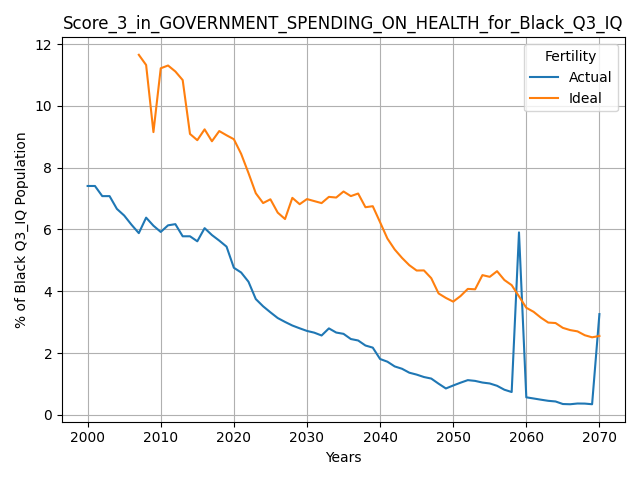 Score_3_in_GOVERNMENT_SPENDING_ON_HEALTH_for_Black_Q3_IQ
Fertility
Actual
Ideal
% of Black Q3_IQ Population
12
10
8
6
4
2
0
2000 2010 2020 2030 2040 2050 2060 2070
Years